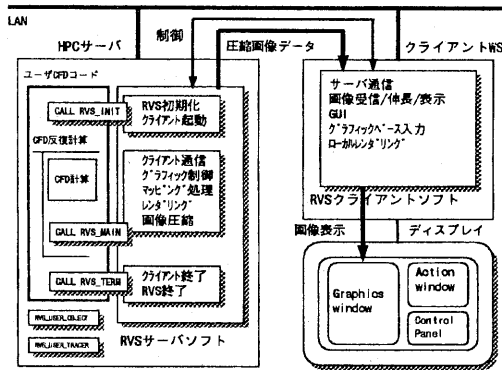 LAN
HPCサーバ
制御
圧縮画像データ
クライアントWS
ユーザCFDコード
CALL RVS_INIT
CFD反復計算
CFD計算
CALL RVS_MAIN
CALL RVS_TERM
RVS_USER_OBJECT
RVS_USER_TRACER
RVS初期化
クライアント起動
クライアント通信
グラフィック制御
マッピング処理
レンダリング
画像圧縮
クライアント終了
RVS終了
RVSサーバソフト
サーバ通信
画像受信/伸長/表示
GUI
グラフィックベース入力
ローカルレンダリング
RVSクライアントソフト
画像表示
ディスプレイ
Graphics
window
Action
window
Control
Panel